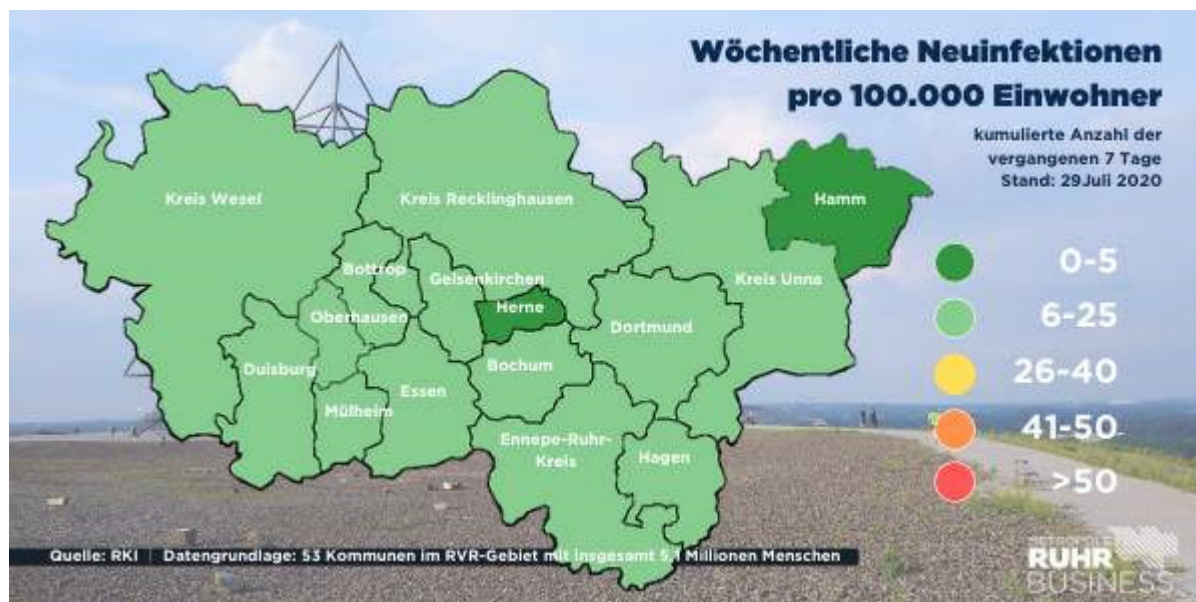 Wöchentliche Neuinfektionen
pro 100.000 Einwohner
kumulierte Anzahl der
vergangenen 7 Tage
Stand: 29Juli 2020
Kreis Wesel
Kreis Recklinghausen
Hamm
Bottrop
Gelsenkirchen
Kreis Unna
Herne
Oberhausen
Dortmund
Duisburg
Bochum
Essen
Mülheim
Ennepe-Ruhr-
Kreis
Hagen
0-5
6-25
26-40
41-50
>50
Quelle: RKI | Datengrundlage: 53 Kommunen im RVR-Gebiet mit insgesamt 5,1 Millionen Menschen
METROPOLE
RUHR
BUSINESS